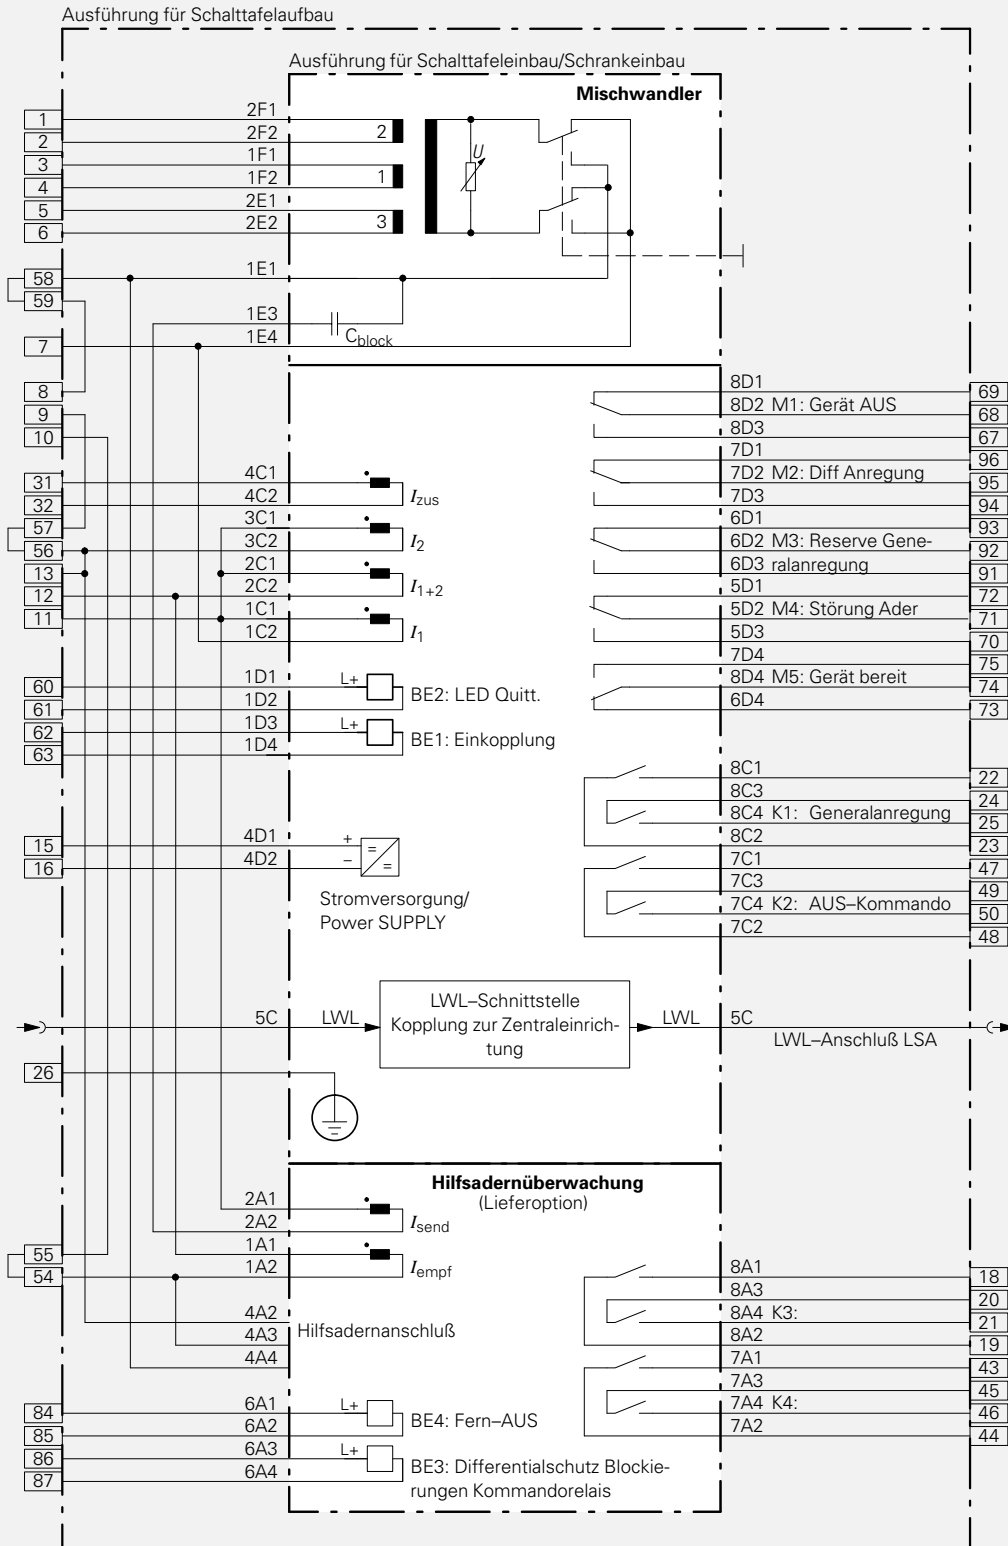 Ausführung für Schalttafelaufbau
Ausführung für Schalttafeleinbau/Schrankeinbau
Mischwandler
1 2F1
2 2F2 2
U
3 1F1
4 1F2 1
5 2E1
6 2E2 3
58 1E1
59
1E3
Cblock
7 1E4
8
9
10
31 4C1
32 4C2 Izus
57 3C1
56 3C2 I2
13 2C1
12 2C2 I1+2
11 1C1
1C2 I1
60 1D1 L+
61 1D2 BE2: LED Quitt.
62 1D3 L+
63 1D4 BE1: Einkopplung
15 4D1 + =
16 4D2 – =
Stromversorgung/
Power SUPPLY
8D1 69
8D2 M1: Gerät AUS 68
8D3 67
7D1 96
7D2 M2: Diff Anregung 95
7D3 94
6D1 93
6D2 M3: Reserve Gene- 92
6D3 ralanregung 91
5D1 72
5D2 M4: Störung Ader 71
5D3 70
7D4 75
8D4 M5: Gerät bereit 74
6D4 73
8C1 22
8C3 24
8C4 K1: Generalanregung 25
8C2 23
7C1 47
7C3 49
7C4 K2: AUS–Kommando 50
7C2 48
5C LWL
LWL–Schnittstelle
Kopplung zur Zentraleinrich-
tung
LWL 5C
LWL–Anschluß LSA
26
Hilfsadernüberwachung
(Lieferoption)
2A1
2A2 Isend
55 1A1
54 1A2 Iempf
4A2
4A3 Hilfsadernanschluß
4A4
84 6A1 L+
85 6A2 BE4: Fern–AUS
86 6A3 L+
87 6A4 BE3: Differentialschutz Blockie-
rungen Kommandorelais
8A1 18
8A3 20
8A4 K3: 21
8A2 19
7A1 43
7A3 45
7A4 K4: 46
7A2 44